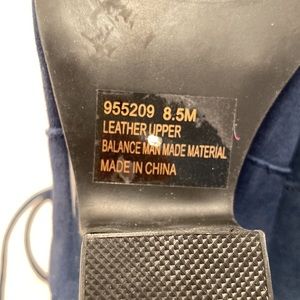 955209 8.5M
LEATHER UPPER
BALANCE MAN MADE MATERIAL
MADE IN CHINA